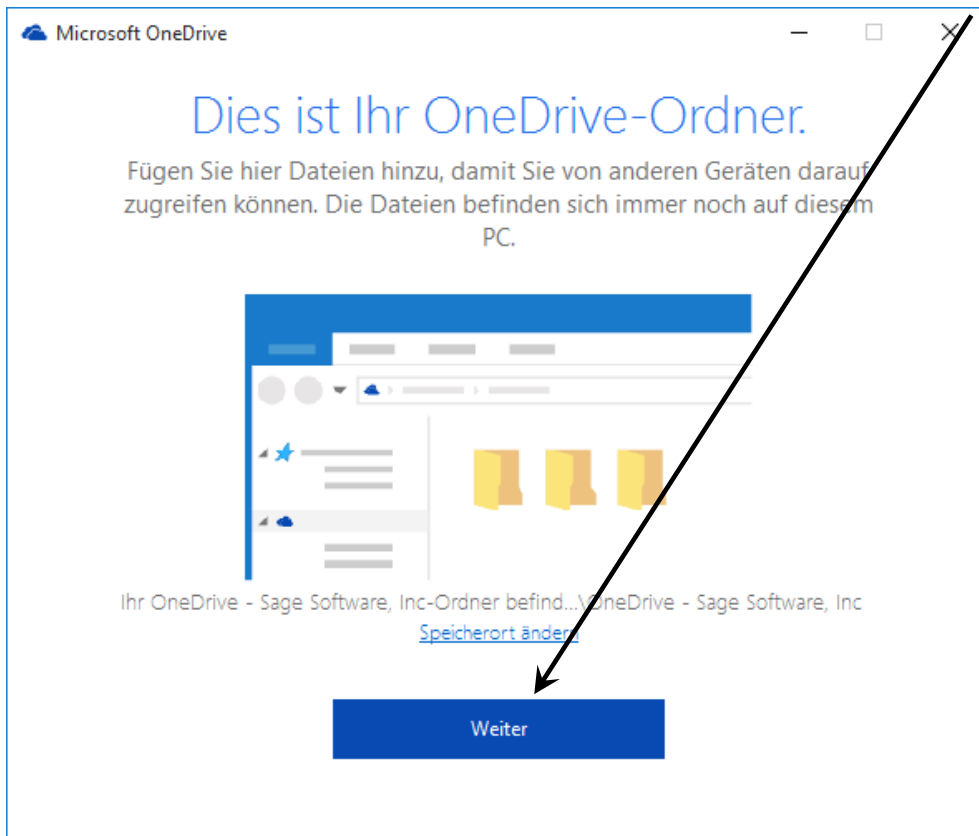 Microsoft OneDrive
Dies ist Ihr OneDrive-Ordner.
Fügen Sie hier Dateien hinzu, damit Sie von anderen Geräten darauf
zugreifen können. Die Dateien befinden sich immer noch auf diesem
PC.
Ihr OneDrive - Sage Software, Inc-Ordner befind...\OneDrive - Sage Software, Inc
Speicherort ändern
Weiter